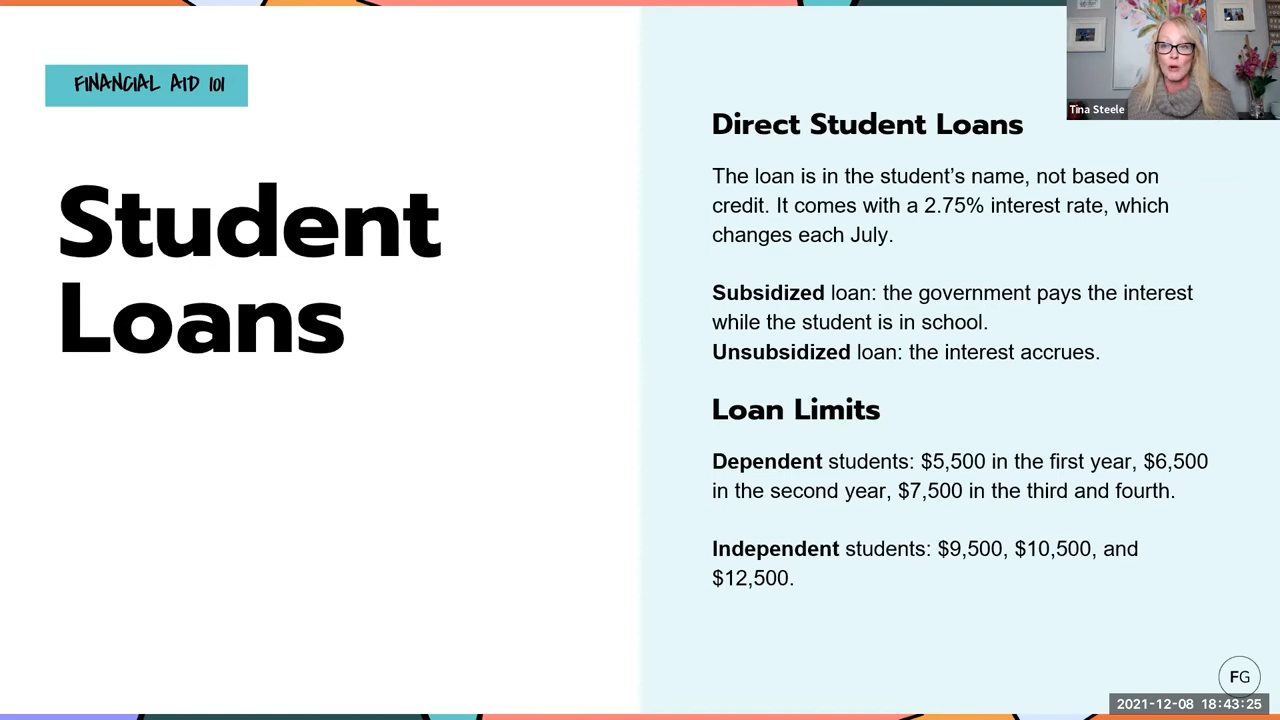 FINANCIAL AID 101
Student
Loans
Tina Steele
Direct Student Loans
The loan is in the student’s name, not based on
credit. It comes with a 2.75% interest rate, which
changes each July.
Subsidized loan: the government pays the interest
while the student is in school.
Unsubsidized loan: the interest accrues.
Loan Limits
Dependent students: $5,500 in the first year, $6,500
in the second year, $7,500 in the third and fourth.
Independent students: $9,500, $10,500, and
$12,500.
FG
2021-12-08 18:43:25